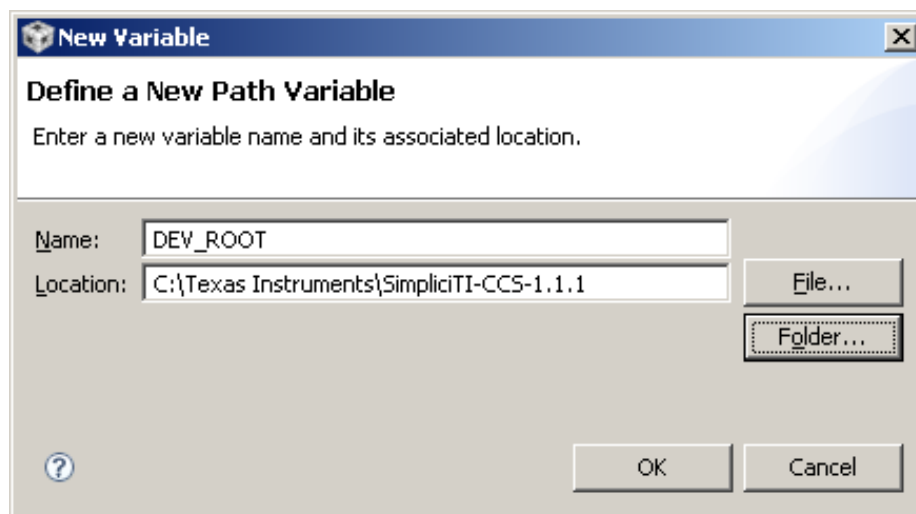 New Variable
Define a New Path Variable
Enter a new variable name and its associated location.
Name: DEV_ROOT
Location: C:\Texas Instruments\SimpliciTI-CCS-1.1.1 File...
Folder...
? OK Cancel